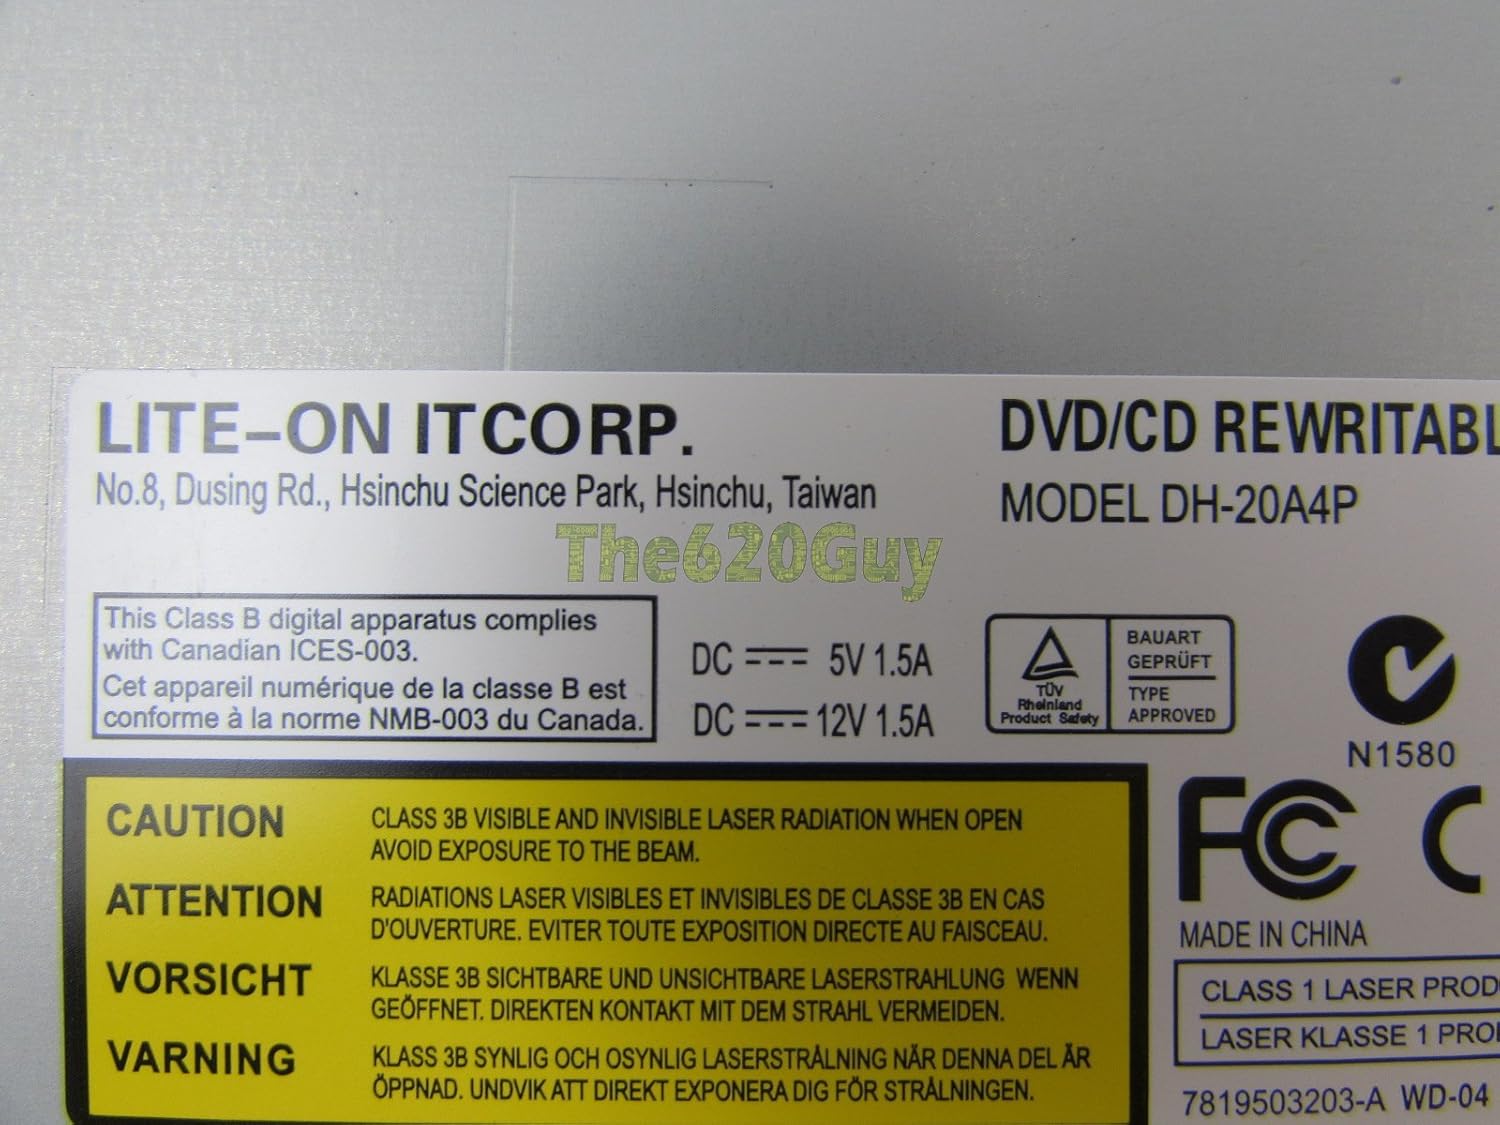 LITE-ON IT CORP.
No.8, Dusing Rd., Hsinchu Science Park, Hsinchu, Taiwan
DVD/CD REWRITABL
MODEL DH-20A4P
The620Guy
This Class B digital apparatus complies
with Canadian ICES-003.
Cet appareil numérique de la classe B est
conforme à la norme NMB-003 du Canada.
DC 5V 1.5A
DC 12V 1.5A
TÜV
Rheinland
Product Safety
BAUART
GEPRÜFT
TYPE
APPROVED
N1580
FC
CAUTION
CLASS 3B VISIBLE AND INVISIBLE LASER RADIATION WHEN OPEN
AVOID EXPOSURE TO THE BEAM.
ATTENTION
RADIATIONS LASER VISIBLES ET INVISIBLES DE CLASSE 3B EN CAS
D'OUVERTURE. EVITER TOUTE EXPOSITION DIRECTE AU FAISCEAU.
VORSICHT
KLASSE 3B SICHTBARE UND UNSICHTBARE LASERSTRAHLUNG WENN
GEÖFFNET. DIREKTEN KONTAKT MIT DEM STRAHL VERMEIDEN.
VARNING
KLASS 3B SYNLIG OCH OSYNLIG LASERSTRÅLNING NÄR DENNA DEL ÄR
ÖPPNAD. UNDVIK ATT DIREKT EXPONERA DIG FÖR STRÅLNINGEN.
MADE IN CHINA
CLASS 1 LASER PROD
LASER KLASSE 1 PRO
7819503203-A WD-04